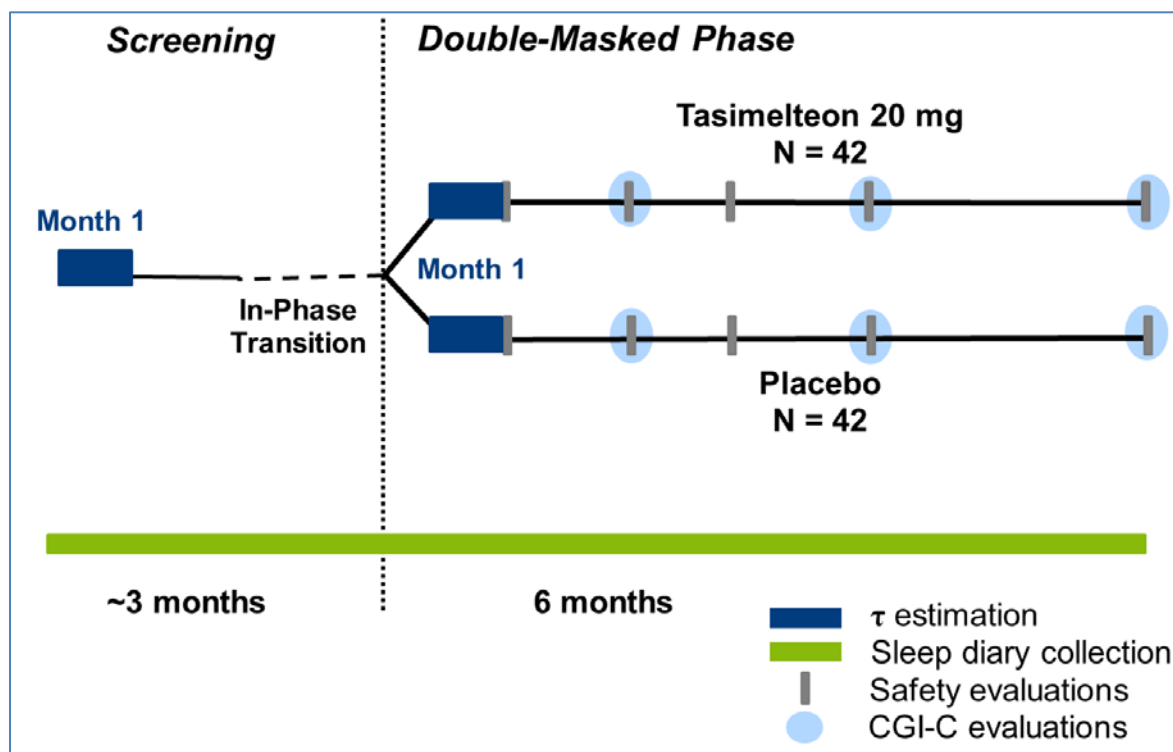 Screening
Double-Masked Phase
Tasimelteon 20 mg
N = 42
Month 1
Month 1
In-Phase
Transition
Placebo
N = 42
~3 months
6 months
τ estimation
Sleep diary collection
Safety evaluations
CGI-C evaluations